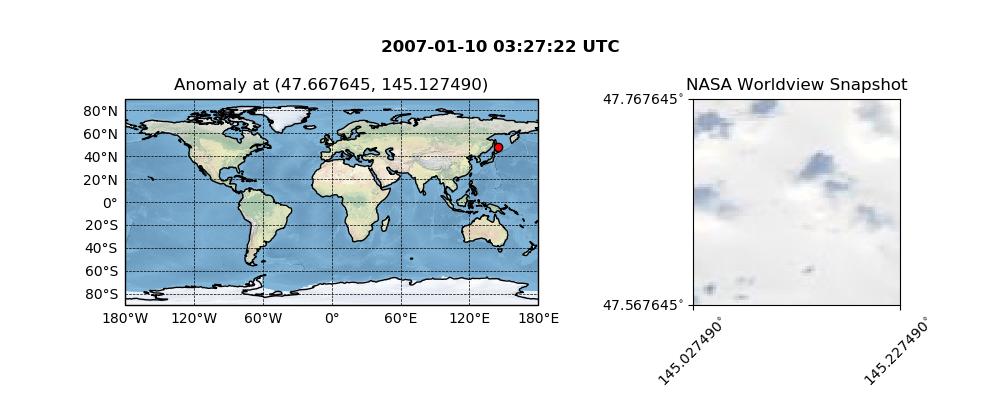 2007-01-10 03:27:22 UTC
Anomaly at (47.667645, 145.127490)
80°N
60°N
40°N
20°N
0°
20°S
40°S
60°S
80°S
180°W 120°W 60°W 0° 60°E 120°E 180°E
NASA Worldview Snapshot
47.767645°
47.567645°
145.027490°
145.227490°